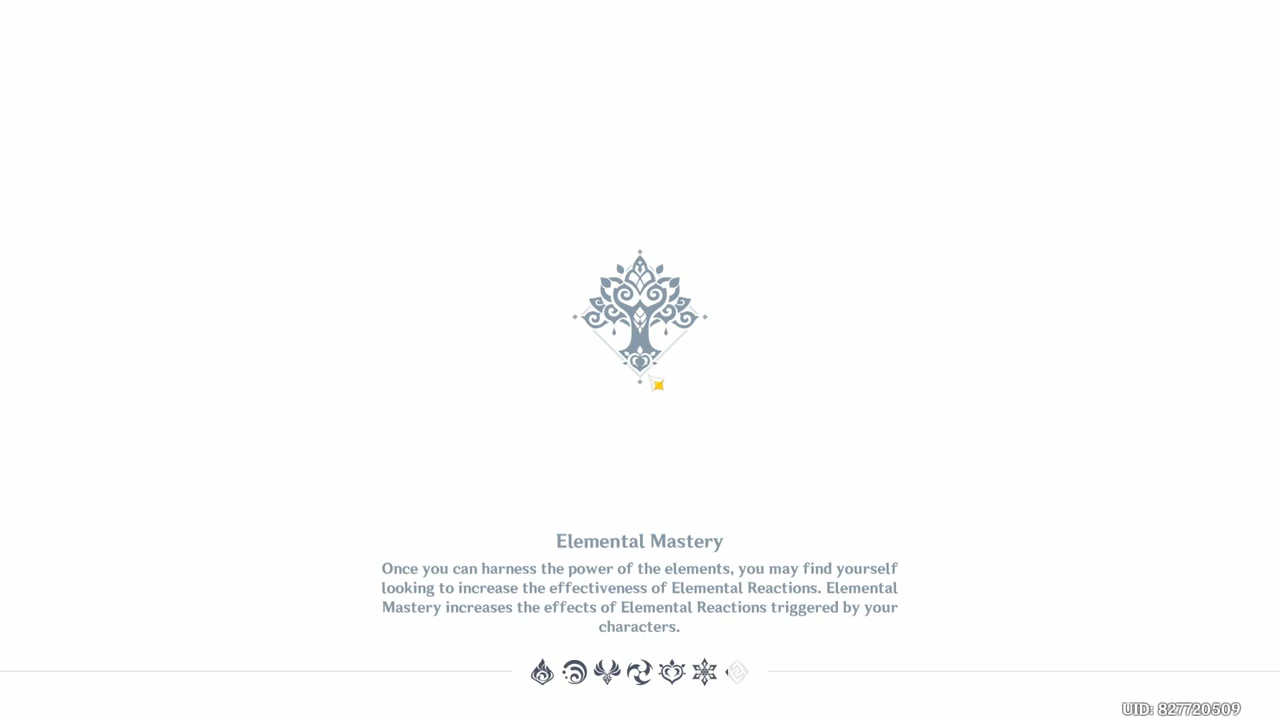 Elemental Mastery
Once you can harness the power of the elements, you may find yourself
looking to increase the effectiveness of Elemental Reactions. Elemental
Mastery increases the effects of Elemental Reactions triggered by your
characters.
UID: 827720509